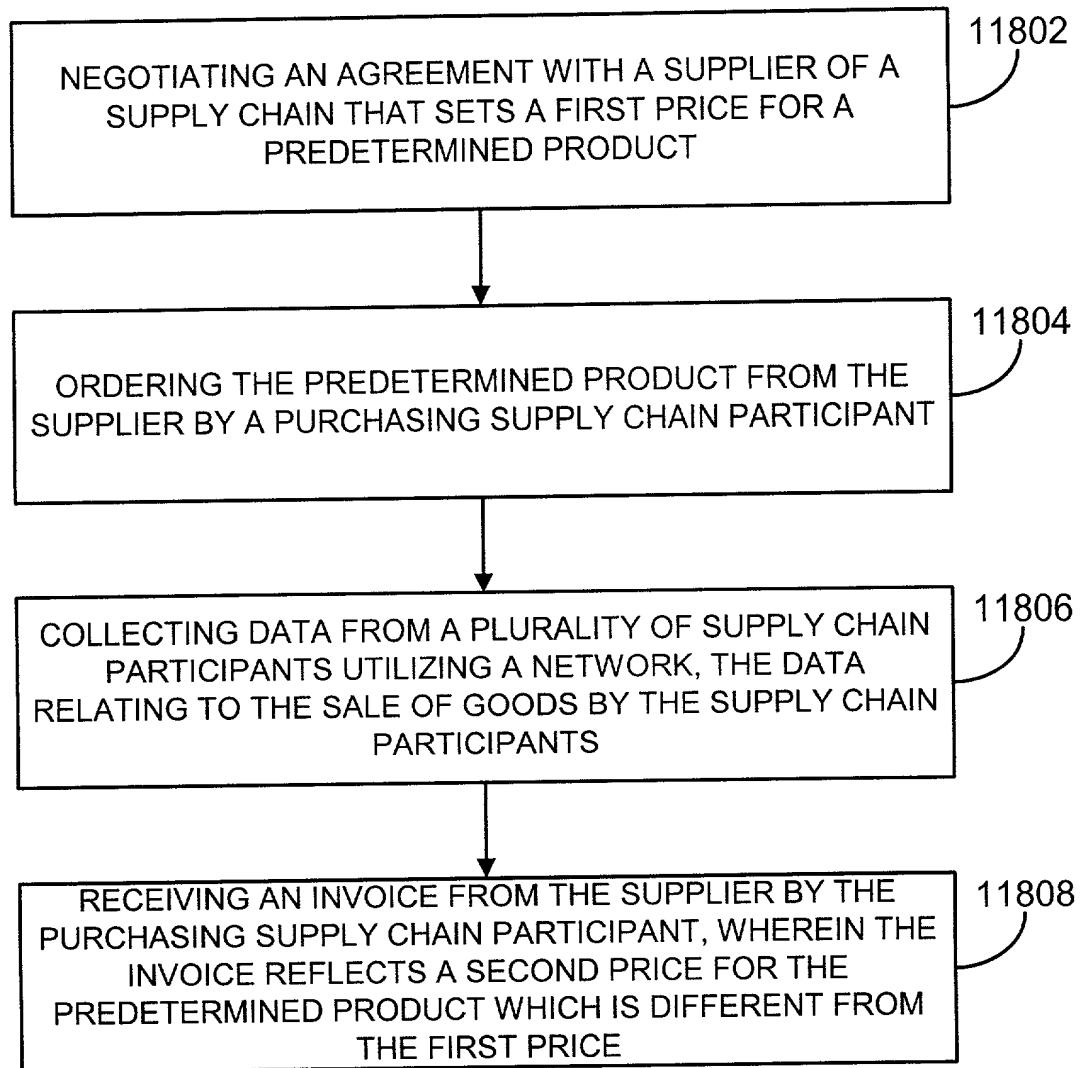 11802
NEGOTIATING AN AGREEMENT WITH A SUPPLIER OF A
SUPPLY CHAIN THAT SETS A FIRST PRICE FOR A
PREDETERMINED PRODUCT
11804
ORDERING THE PREDETERMINED PRODUCT FROM THE
SUPPLIER BY A PURCHASING SUPPLY CHAIN PARTICIPANT
11806
COLLECTING DATA FROM A PLURALITY OF SUPPLY CHAIN
PARTICIPANTS UTILIZING A NETWORK, THE DATA
RELATING TO THE SALE OF GOODS BY THE SUPPLY CHAIN
PARTICIPANTS
11808
RECEIVING AN INVOICE FROM THE SUPPLIER BY THE
PURCHASING SUPPLY CHAIN PARTICIPANT, WHEREIN THE
INVOICE REFLECTS A SECOND PRICE FOR THE
PREDETERMINED PRODUCT WHICH IS DIFFERENT FROM
THE FIRST PRICE